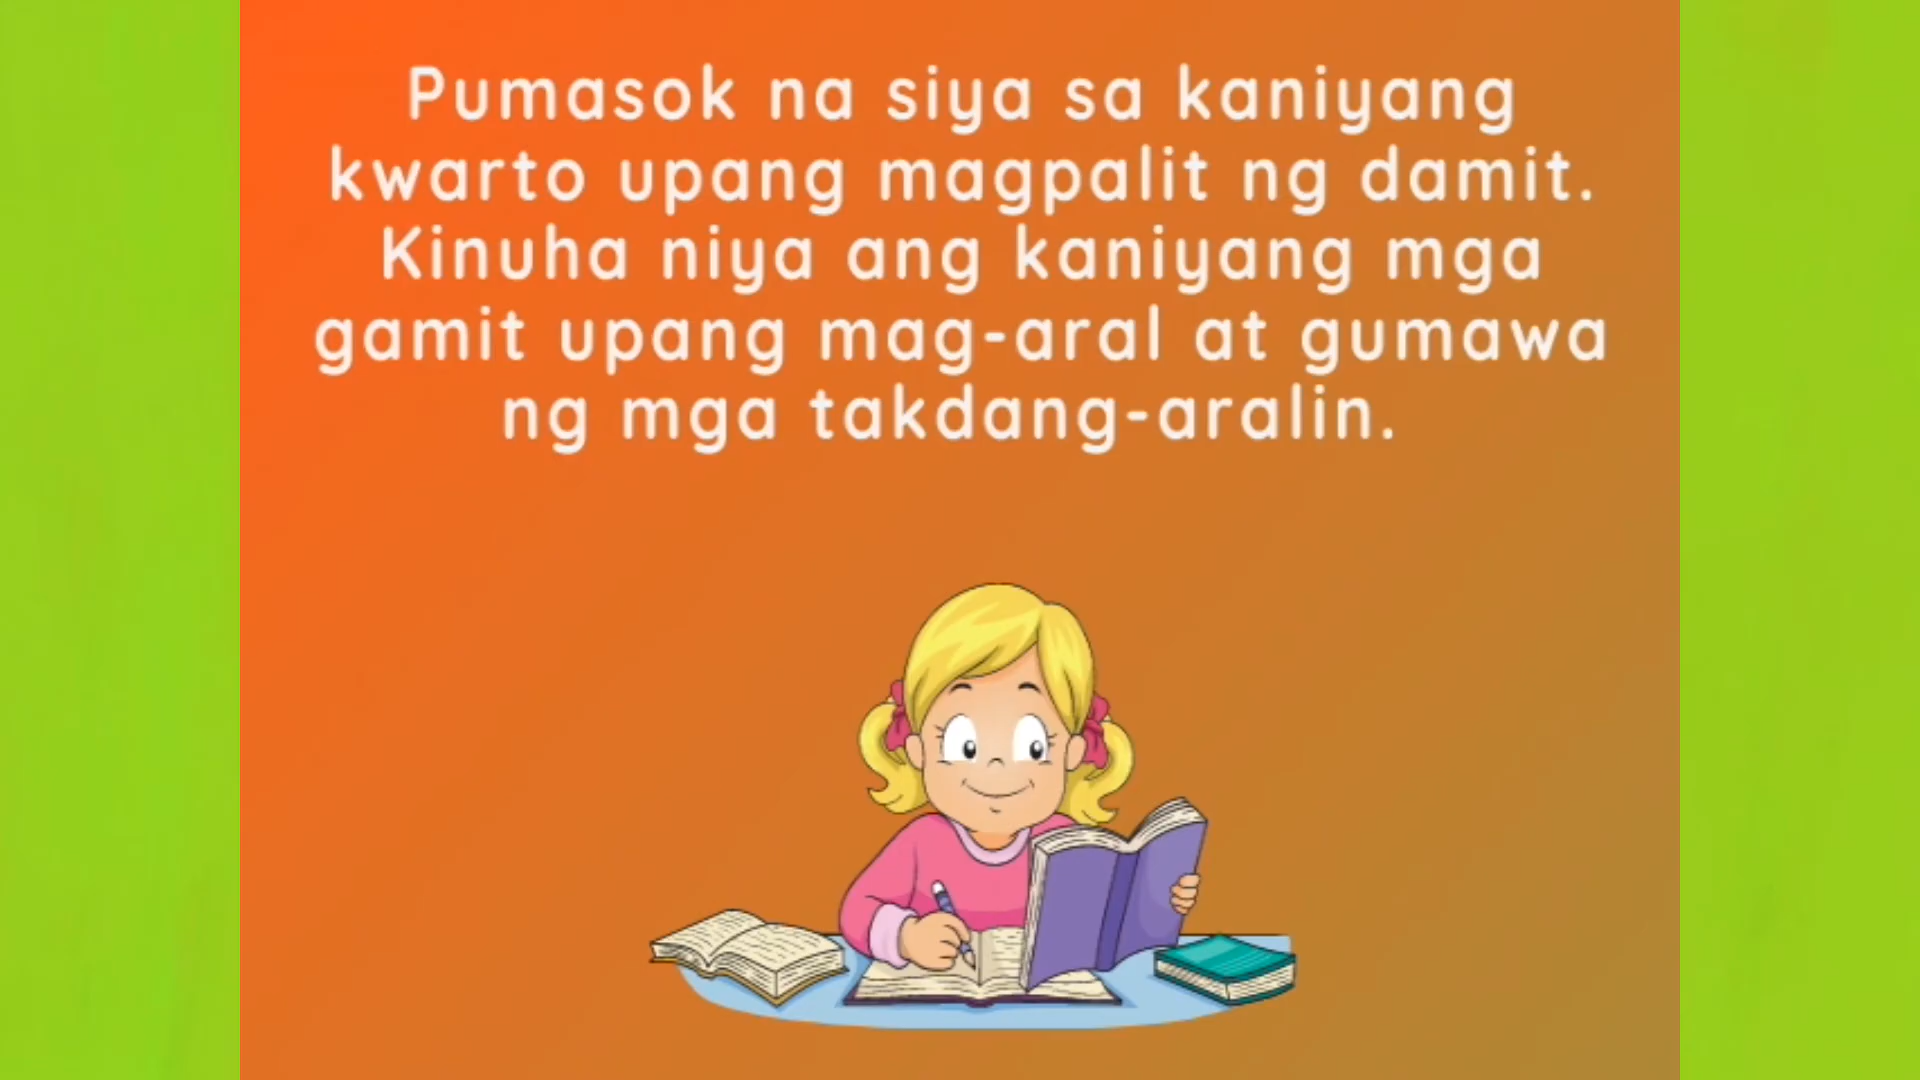 Pumasok na siya sa kaniyang
kwarto upang magpalit ng damit.
Kinuha niya ang kaniyang mga
gamit upang mag-aral at gumawa
ng mga takdang-aralin.